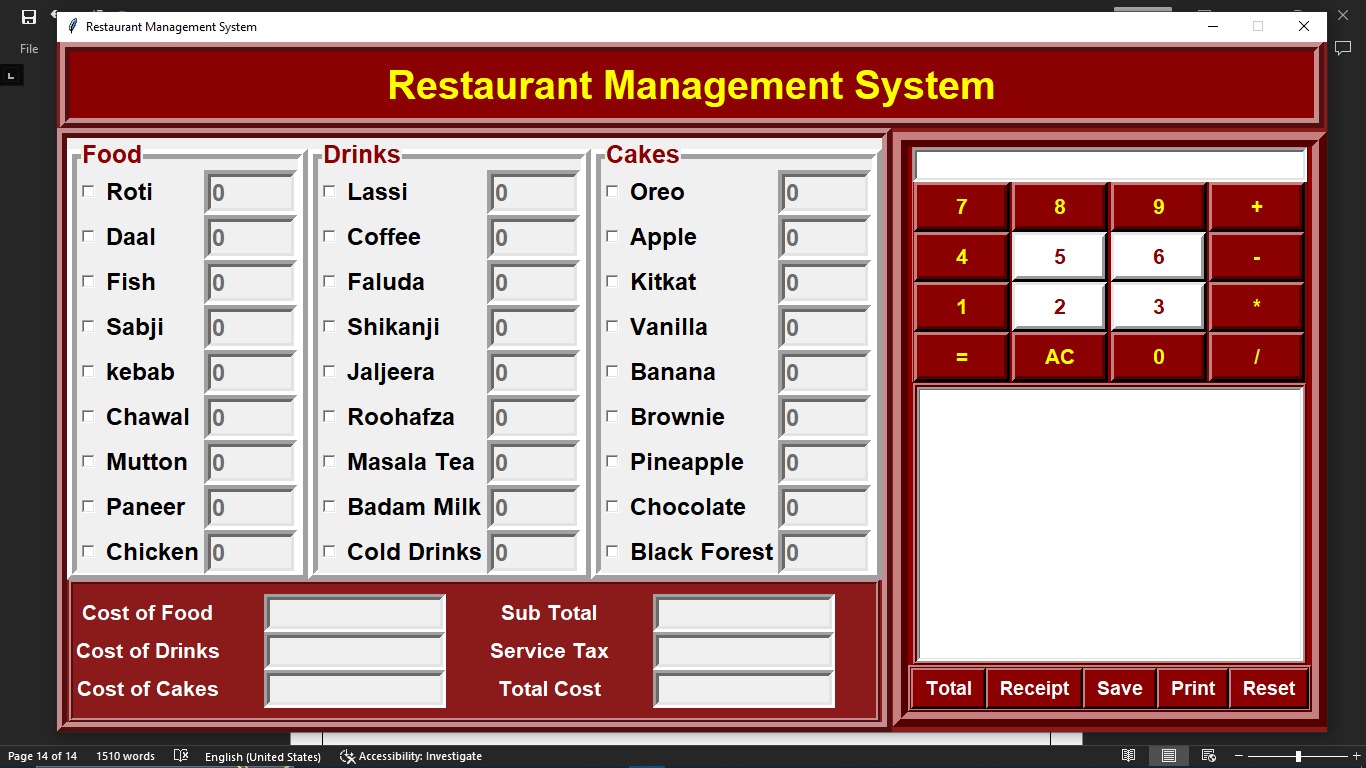 File
Restaurant Management System
Restaurant Management System
Food
Roti 0
Daal 0
Fish 0
Sabji 0
kebab 0
Chawal 0
Mutton 0
Paneer 0
Chicken 0
Drinks
Lassi 0
Coffee 0
Faluda 0
Shikanji 0
Jaljeera 0
Roohafza 0
Masala Tea 0
Badam Milk 0
Cold Drinks 0
Cakes
Oreo 0
Apple 0
Kitkat 0
Vanilla 0
Banana 0
Brownie 0
Pineapple 0
Chocolate 0
Black Forest 0
Cost of Food
Cost of Drinks
Cost of Cakes
Sub Total
Service Tax
Total Cost
7 8 9 +
4 5 6 -
1 2 3 *
= AC 0 /
Total Receipt Save Print Reset
Page 14 of 14 1510 words English (United States) Accessibility: Investigate